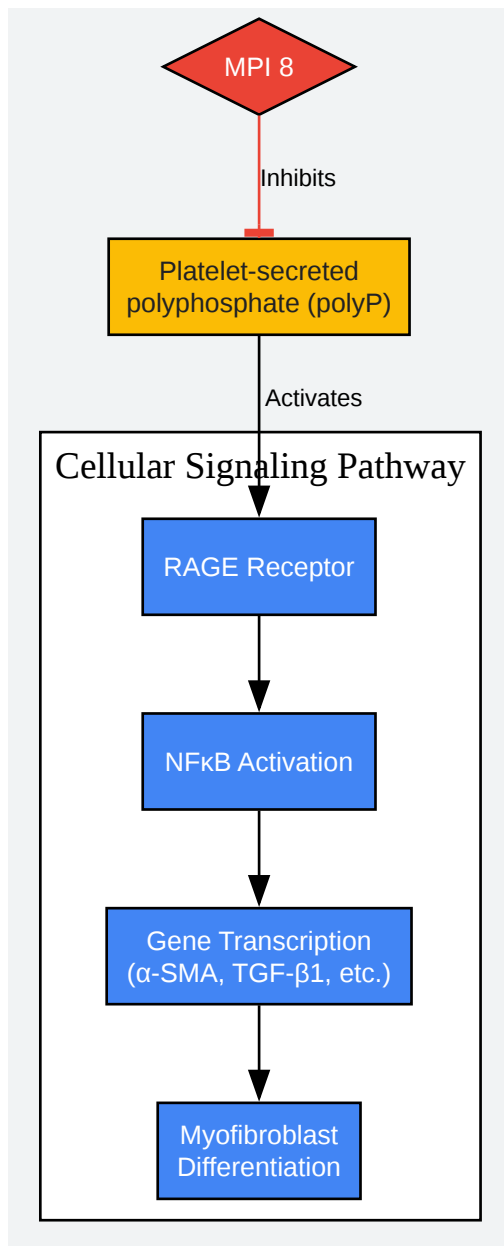 MPI 8
Inhibits
Platelet-secreted
polyphosphate (polyP)
Activates
Cellular Signaling Pathway
RAGE Receptor
NFκB Activation
Gene Transcription
(α-SMA, TGF-β1, etc.)
Myofibroblast
Differentiation